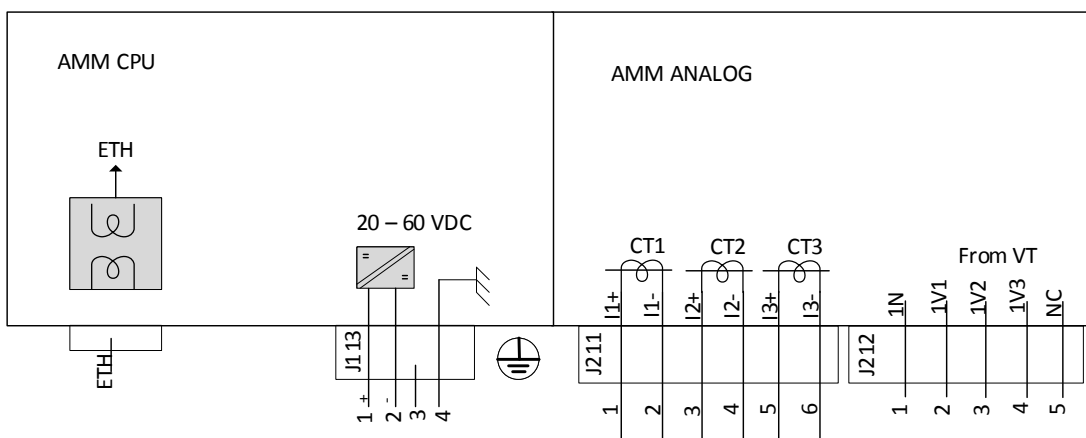 AMM CPU
AMM ANALOG
ETH
20 – 60 VDC
CT1 CT2 CT3
From VT
I1+ I1- I2+ I2- I3+ I3-
1N 1V1 1V2 1V3 NC
ETH
J113
J211
J212
+ -
1 2 3 4
1 2 3 4 5 6
1 2 3 4 5